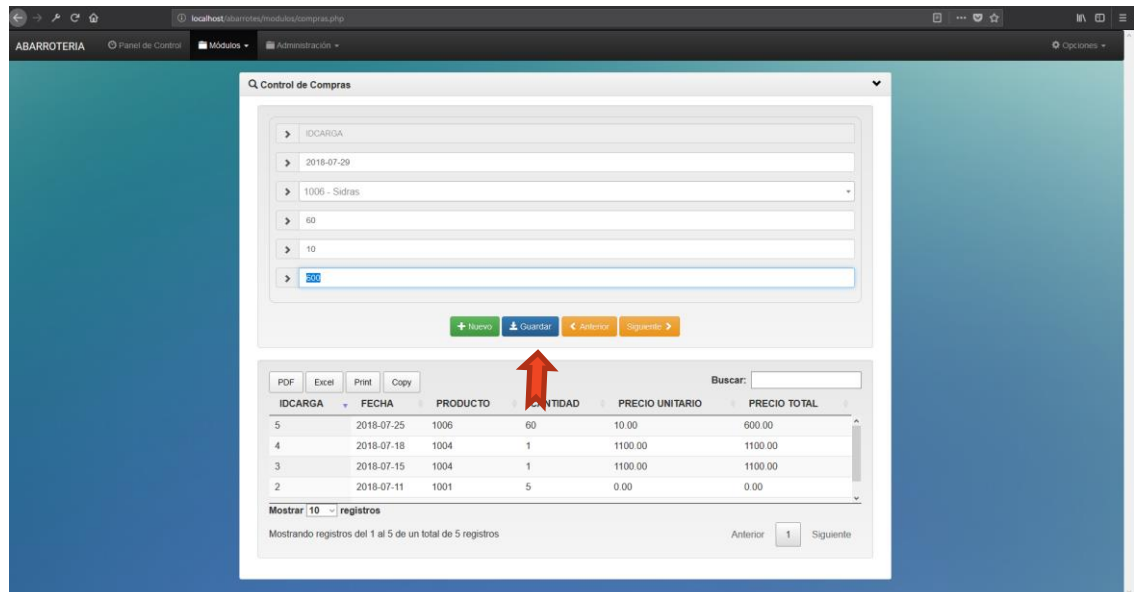 localhost/abarrotes/modulos/compras.php
ABARROTERIA Panel de Control Módulos Administración Opciones
Control de Compras
IDCARGA
2018-07-29
1006 - Sidras
60
10
600
Nuevo Guardar Anterior Siguiente
PDF Excel Print Copy Buscar:
IDCARGA FECHA PRODUCTO CANTIDAD PRECIO UNITARIO PRECIO TOTAL
5 2018-07-25 1006 60 10.00 600.00
4 2018-07-18 1004 1 1100.00 1100.00
3 2018-07-15 1004 1 1100.00 1100.00
2 2018-07-11 1001 5 0.00 0.00
Mostrar 10 registros
Mostrando registros del 1 al 5 de un total de 5 registros
Anterior 1 Siguiente